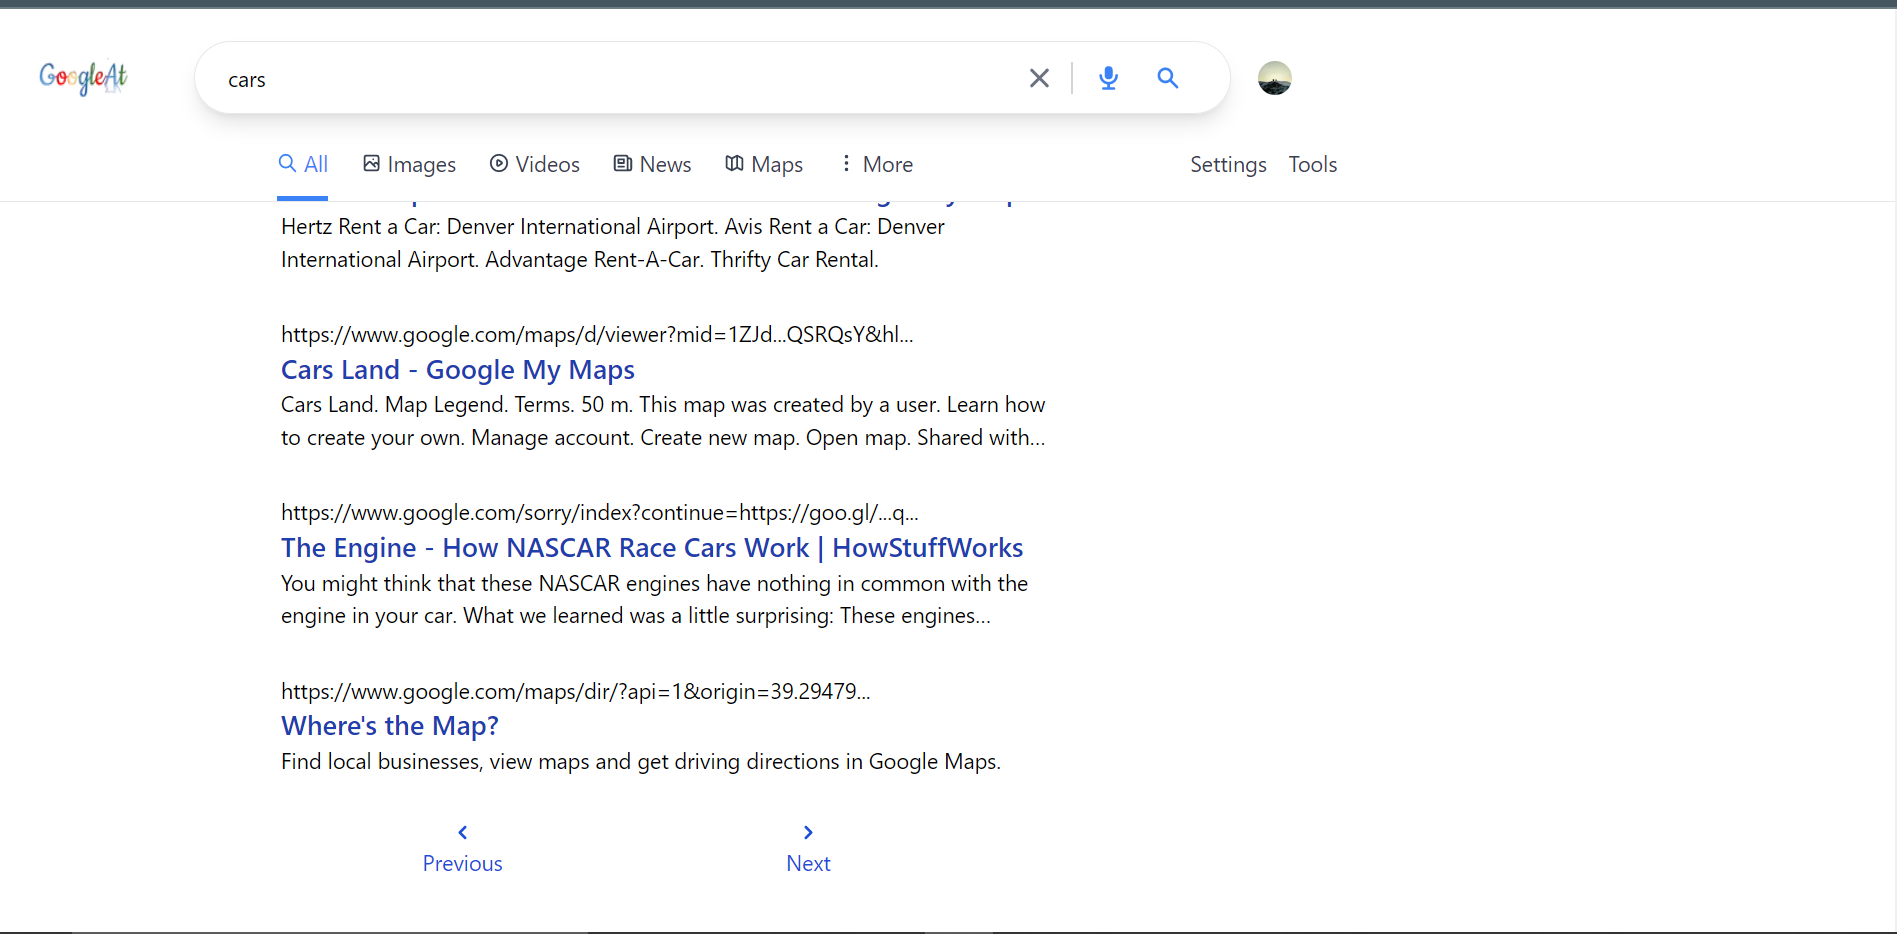 GoogleAt
cars
All Images Videos News Maps More Settings Tools
Hertz Rent a Car: Denver International Airport. Avis Rent a Car: Denver
International Airport. Advantage Rent-A-Car. Thrifty Car Rental.
https://www.google.com/maps/d/viewer?mid=1ZJd...QSRQsY&hl...
Cars Land - Google My Maps
Cars Land. Map Legend. Terms. 50 m. This map was created by a user. Learn how
to create your own. Manage account. Create new map. Open map. Shared with...
https://www.google.com/sorry/index?continue=https://goo.gl/...q...
The Engine - How NASCAR Race Cars Work | HowStuffWorks
You might think that these NASCAR engines have nothing in common with the
engine in your car. What we learned was a little surprising: These engines...
https://www.google.com/maps/dir/?api=1&origin=39.29479...
Where's the Map?
Find local businesses, view maps and get driving directions in Google Maps.
Previous Next